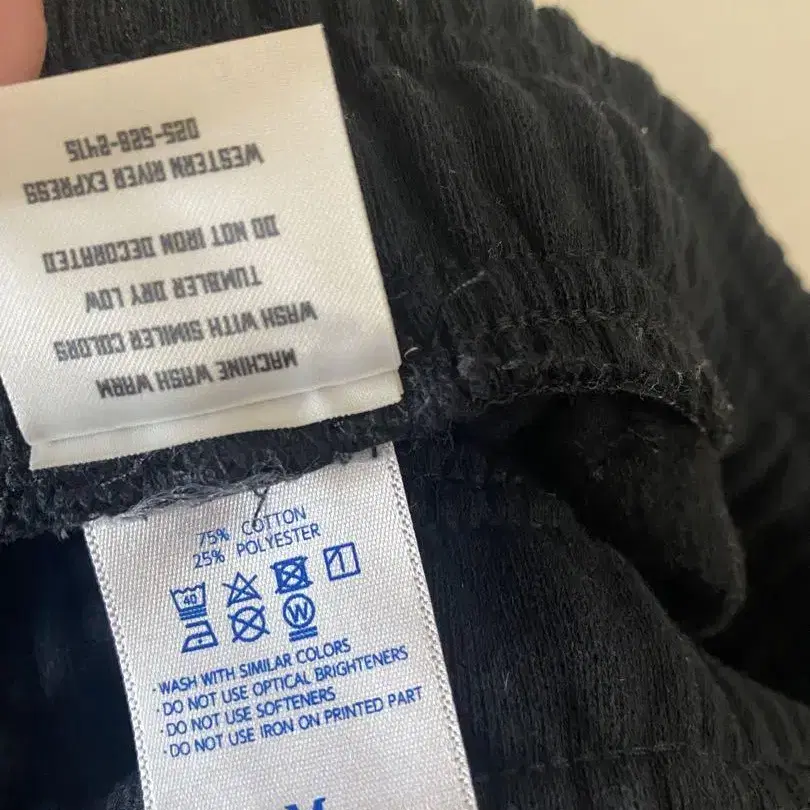 MACHINE WASH WARM
WASH WITH SIMILER COLORS
TUMBLER DRY LOW
DO NOT IRON DECORATED
WESTERN RIVER EXPRESS
025-528-2415
75% COTTON
25% POLYESTER
40
W
· WASH WITH SIMILAR COLORS
· DO NOT USE OPTICAL BRIGHTENERS
· DO NOT USE SOFTENERS
· DO NOT USE IRON ON PRINTED PART
M